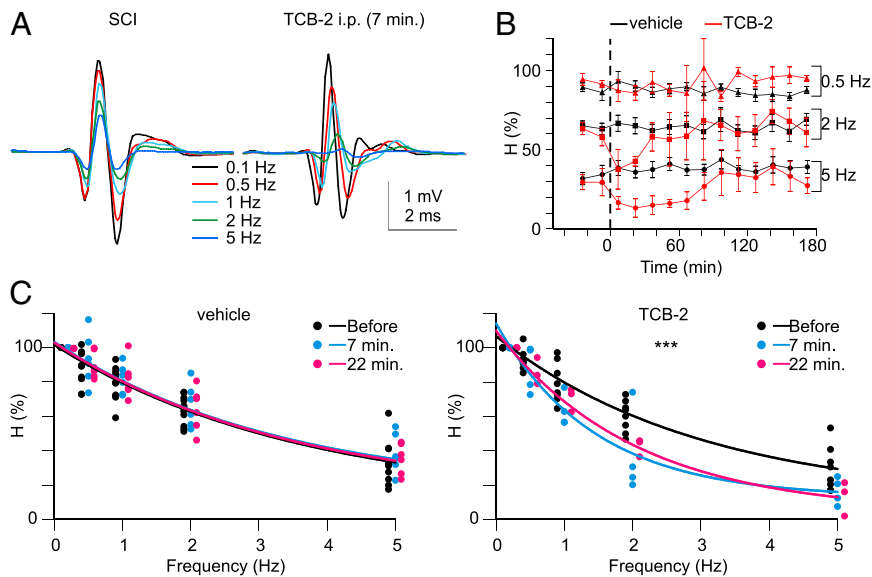 A
SCI
TCB-2 i.p. (7 min.)
0.1 Hz
0.5 Hz
1 Hz
2 Hz
5 Hz
1 mV
2 ms
B
vehicle
TCB-2
H (%)
100
50
0
0.5 Hz
2 Hz
5 Hz
0 60 120 180
Time (min)
C
vehicle
Before
7 min.
22 min.
H (%)
100
0
0 1 2 3 4 5
Frequency (Hz)
TCB-2
***
Before
7 min.
22 min.
H (%)
100
0
0 1 2 3 4 5
Frequency (Hz)